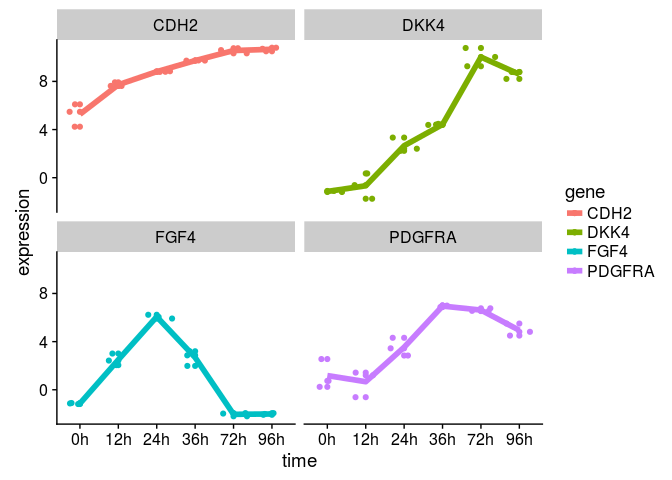 CDH2 DKK4
8
4
0
FGF4 PDGFRA
8
4
0
0h 12h 24h 36h 72h 96h 0h 12h 24h 36h 72h 96h
time
expression
gene
CDH2
DKK4
FGF4
PDGFRA